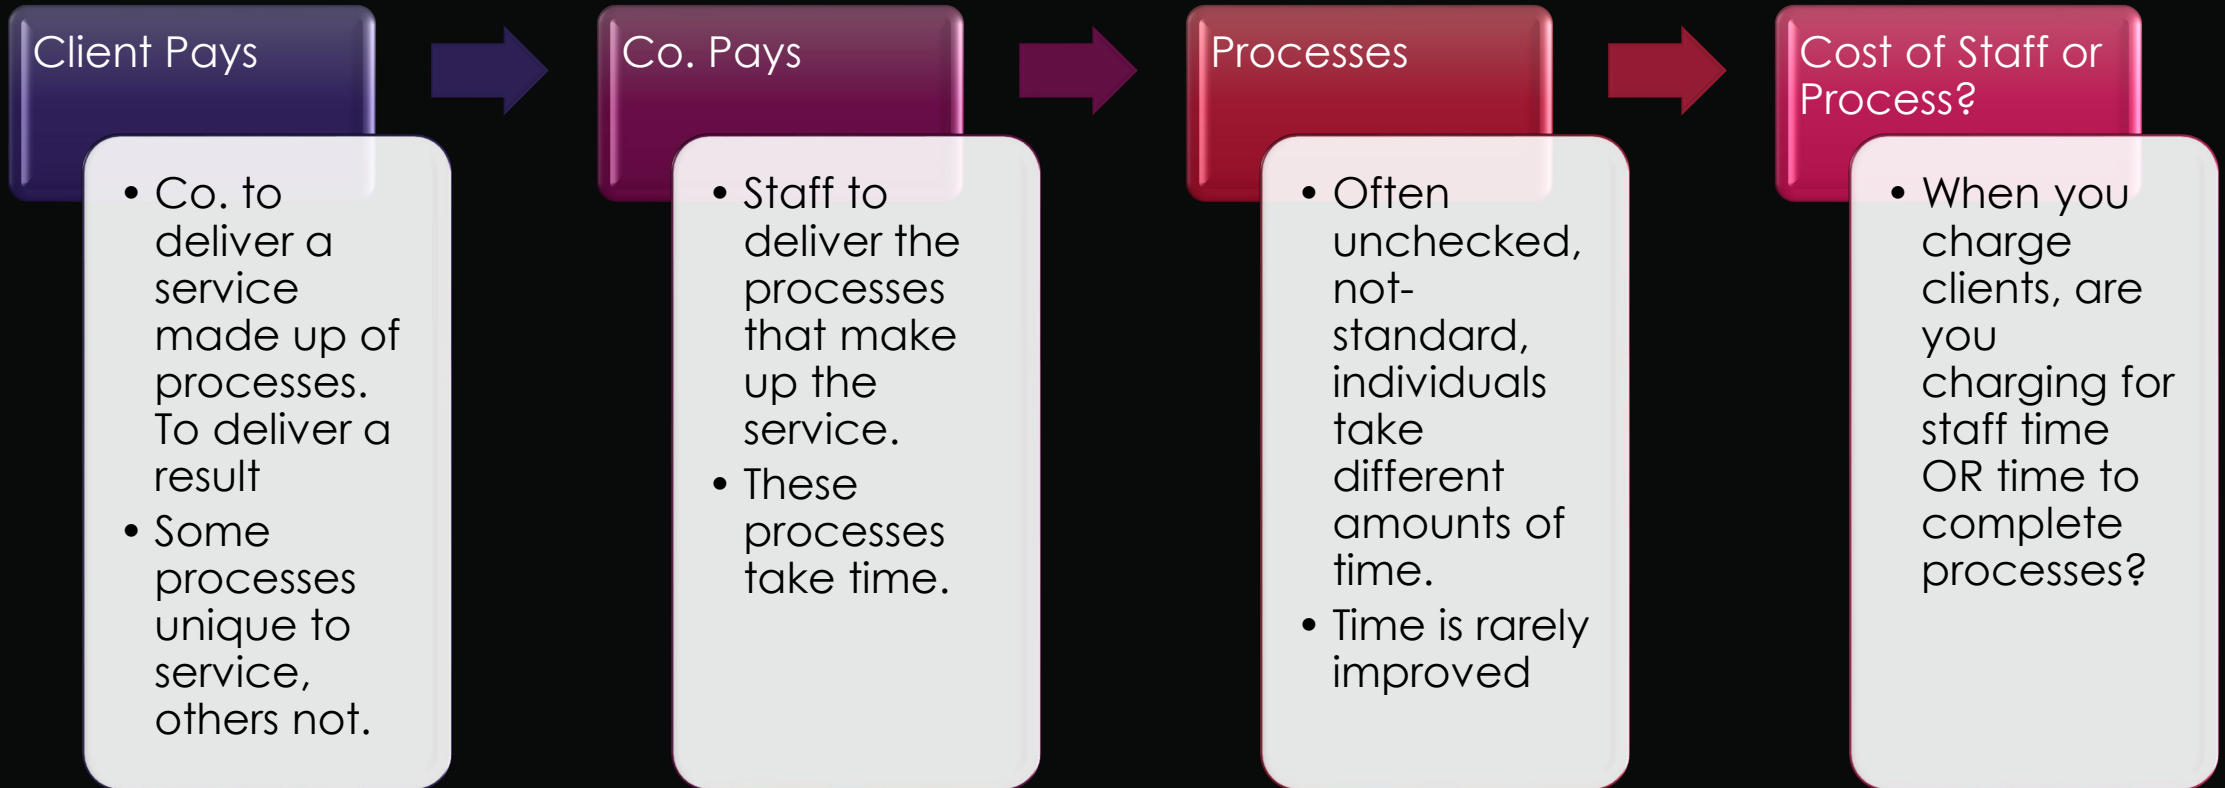 Client Pays
• Co. to
deliver a
service
made up of
processes.
To deliver a
result
• Some
processes
unique to
service,
others not.
Co. Pays
• Staff to
deliver the
processes
that make
up the
service.
• These
processes
take time.
Processes
• Often
unchecked,
not-
standard,
individuals
take
different
amounts of
time.
• Time is rarely
improved
Cost of Staff or
Process?
• When you
charge
clients, are
you
charging for
staff time
OR time to
complete
processes?